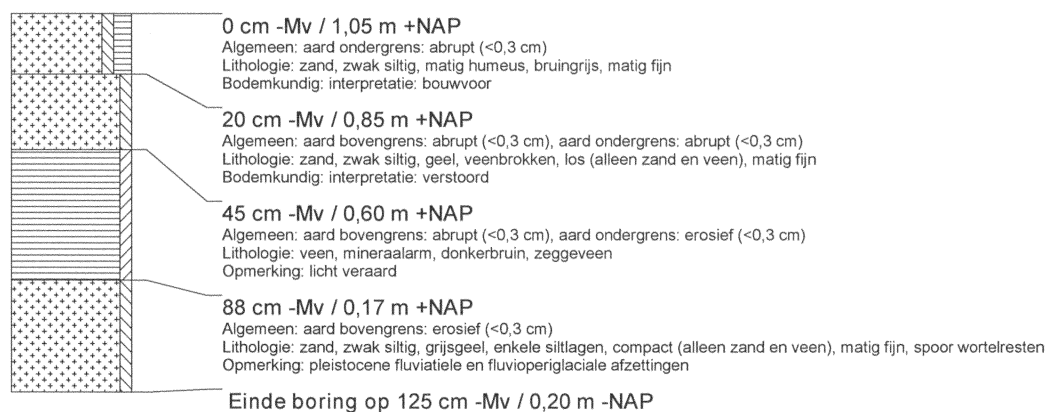 0 cm -Mv / 1,05 m +NAP
Algemeen: aard ondergrens: abrupt (<0,3 cm)
Lithologie: zand, zwak siltig, matig humeus, bruingrijs, matig fijn
Bodemkundig: interpretatie: bouwvoor
20 cm -Mv / 0,85 m +NAP
Algemeen: aard bovengrens: abrupt (<0,3 cm), aard ondergrens: abrupt (<0,3 cm)
Lithologie: zand, zwak siltig, geel, veenbrokken, los (alleen zand en veen), matig fijn
Bodemkundig: interpretatie: verstoord
45 cm -Mv / 0,60 m +NAP
Algemeen: aard bovengrens: abrupt (<0,3 cm), aard ondergrens: erosief (<0,3 cm)
Lithologie: veen, mineraalarm, donkerbruin, zeggeveen
Opmerking: licht veraard
88 cm -Mv / 0,17 m +NAP
Algemeen: aard bovengrens: erosief (<0,3 cm)
Lithologie: zand, zwak siltig, grijsgeel, enkele siltlagen, compact (alleen zand en veen), matig fijn, spoor wortelresten
Opmerking: pleistocene fluviatiele en fluvioperiglaciale afzettingen
Einde boring op 125 cm -Mv / 0,20 m -NAP